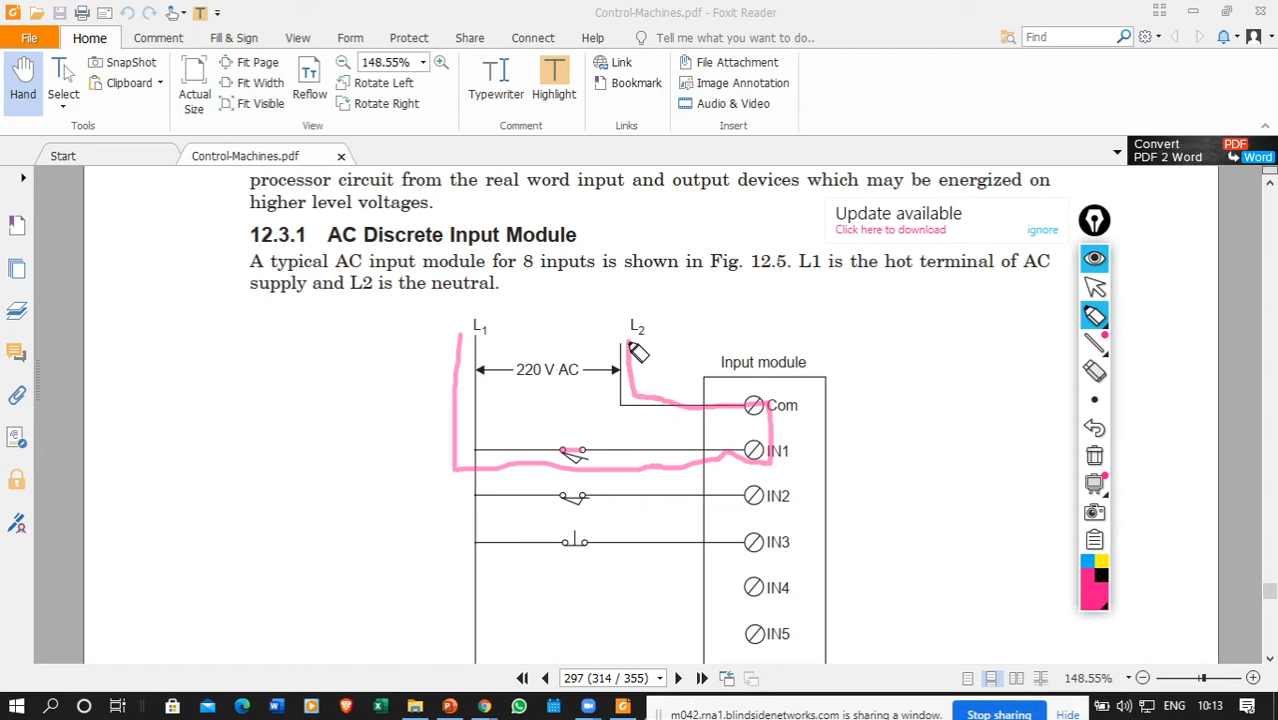 Control-Machines.pdf - Foxit Reader
File Home Comment Fill & Sign View Form Protect Share Connect Help Tell me what you want to do.. Find
Hand
Select
SnapShot
Clipboard
Tools
Actual Size
Fit Page
Fit Width
Fit Visible
Reflow
148.55%
Rotate Left
Rotate Right
View
Typewriter
Highlight
Comment
Link
Bookmark
Links
File Attachment
Image Annotation
Audio & Video
Insert
Start
Control-Machines.pdf
Convert PDF
PDF 2 Word Word
processor circuit from the real word input and output devices which may be energized on
higher level voltages.
Update available
Click here to download ignore
12.3.1 AC Discrete Input Module
A typical AC input module for 8 inputs is shown in Fig. 12.5. L1 is the hot terminal of AC
supply and L2 is the neutral.
L1
L2
220 V AC
Input module
Com
IN1
IN2
IN3
IN4
IN5
297 (314 / 355)
148.55%
ENG 10:13
m042.rna1.blindsidenetworks.com is sharing a window. Stop sharing Hide